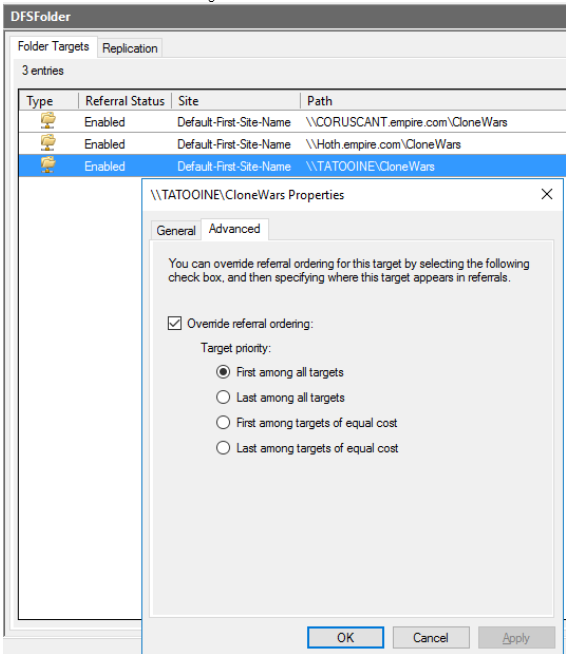 DFSFolder
Folder Targets Replication
3 entries
Type Referral Status Site Path
Enabled Default-First-Site-Name \\CORUSCANT.empire.com\CloneWars
Enabled Default-First-Site-Name \\Hoth.empire.com\CloneWars
Enabled Default-First-Site-Name \\TATOOINE\CloneWars
\\TATOOINE\CloneWars Properties
General Advanced
You can override referral ordering for this target by selecting the following
check box, and then specifying where this target appears in referrals.
Override referral ordering:
Target priority:
First among all targets
Last among all targets
First among targets of equal cost
Last among targets of equal cost
OK Cancel Apply